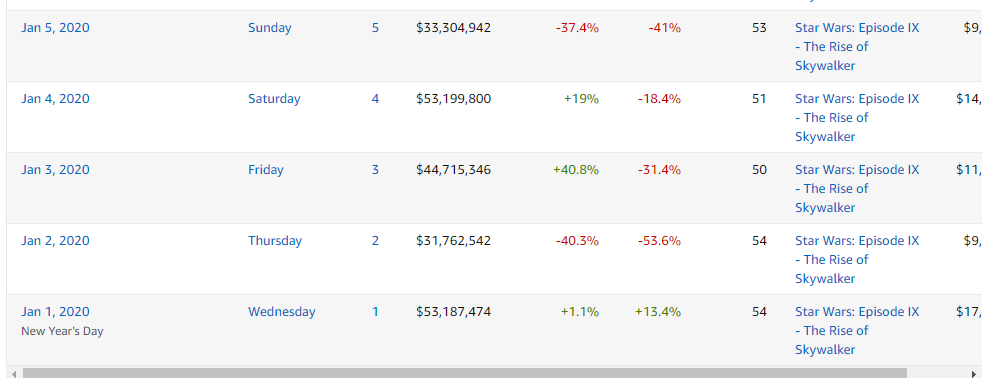 Jan 5, 2020 Sunday 5 $33,304,942 -37.4% -41% 53 Star Wars: Episode IX $9,
- The Rise of
Skywalker
Jan 4, 2020 Saturday 4 $53,199,800 +19% -18.4% 51 Star Wars: Episode IX $14,
- The Rise of
Skywalker
Jan 3, 2020 Friday 3 $44,715,346 +40.8% -31.4% 50 Star Wars: Episode IX $11,
- The Rise of
Skywalker
Jan 2, 2020 Thursday 2 $31,762,542 -40.3% -53.6% 54 Star Wars: Episode IX $9,
- The Rise of
Skywalker
Jan 1, 2020 Wednesday 1 $53,187,474 +1.1% +13.4% 54 Star Wars: Episode IX $17,
New Year's Day - The Rise of
Skywalker